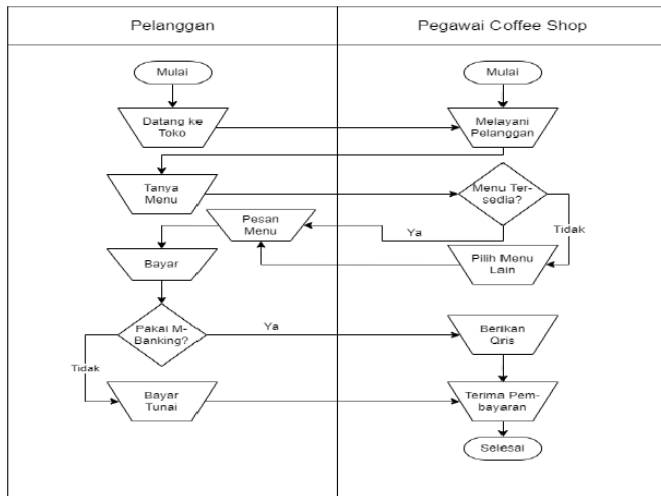 Pelanggan
Pegawai Coffee Shop
Mulai
Mulai
Datang ke
Toko
Melayani
Pelanggan
Tanya
Menu
Menu Ter-
sedia?
Pesan
Menu
Ya
Tidak
Bayar
Pilih Menu
Lain
Pakai M-
Banking?
Ya
Berikan
Qris
Tidak
Bayar
Tunai
Terima Pem-
bayaran
Selesai